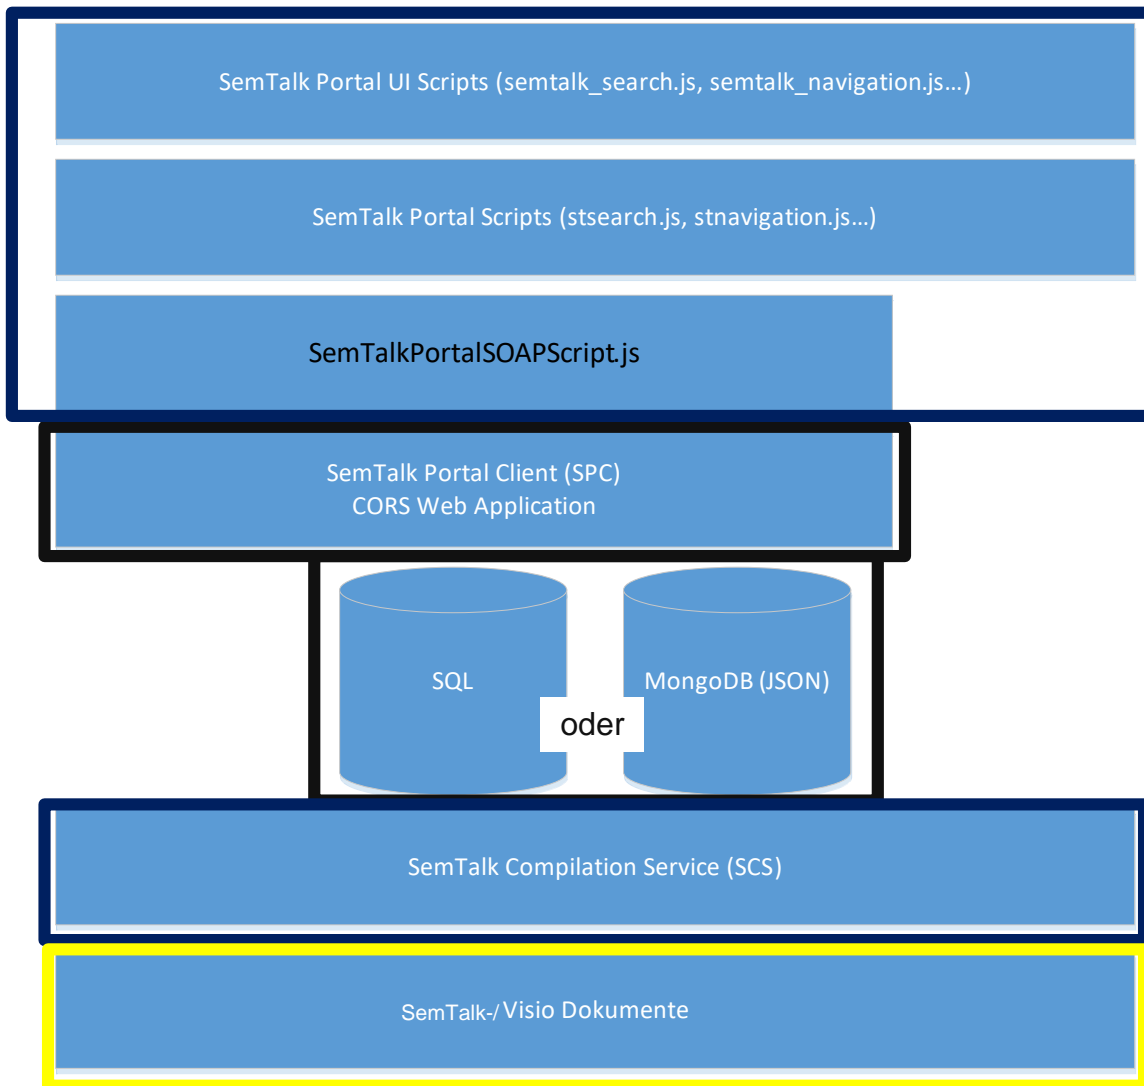 SemTalk Portal UI Scripts (semtalk_search.js, semtalk_navigation.js…)
SemTalk Portal Scripts (stsearch.js, stnavigation.js…)
SemTalkPortalSOAPScript.js
SemTalk Portal Client (SPC)
CORS Web Application
SQL
MongoDB (JSON)
oder
SemTalk Compilation Service (SCS)
SemTalk-/ Visio Dokumente